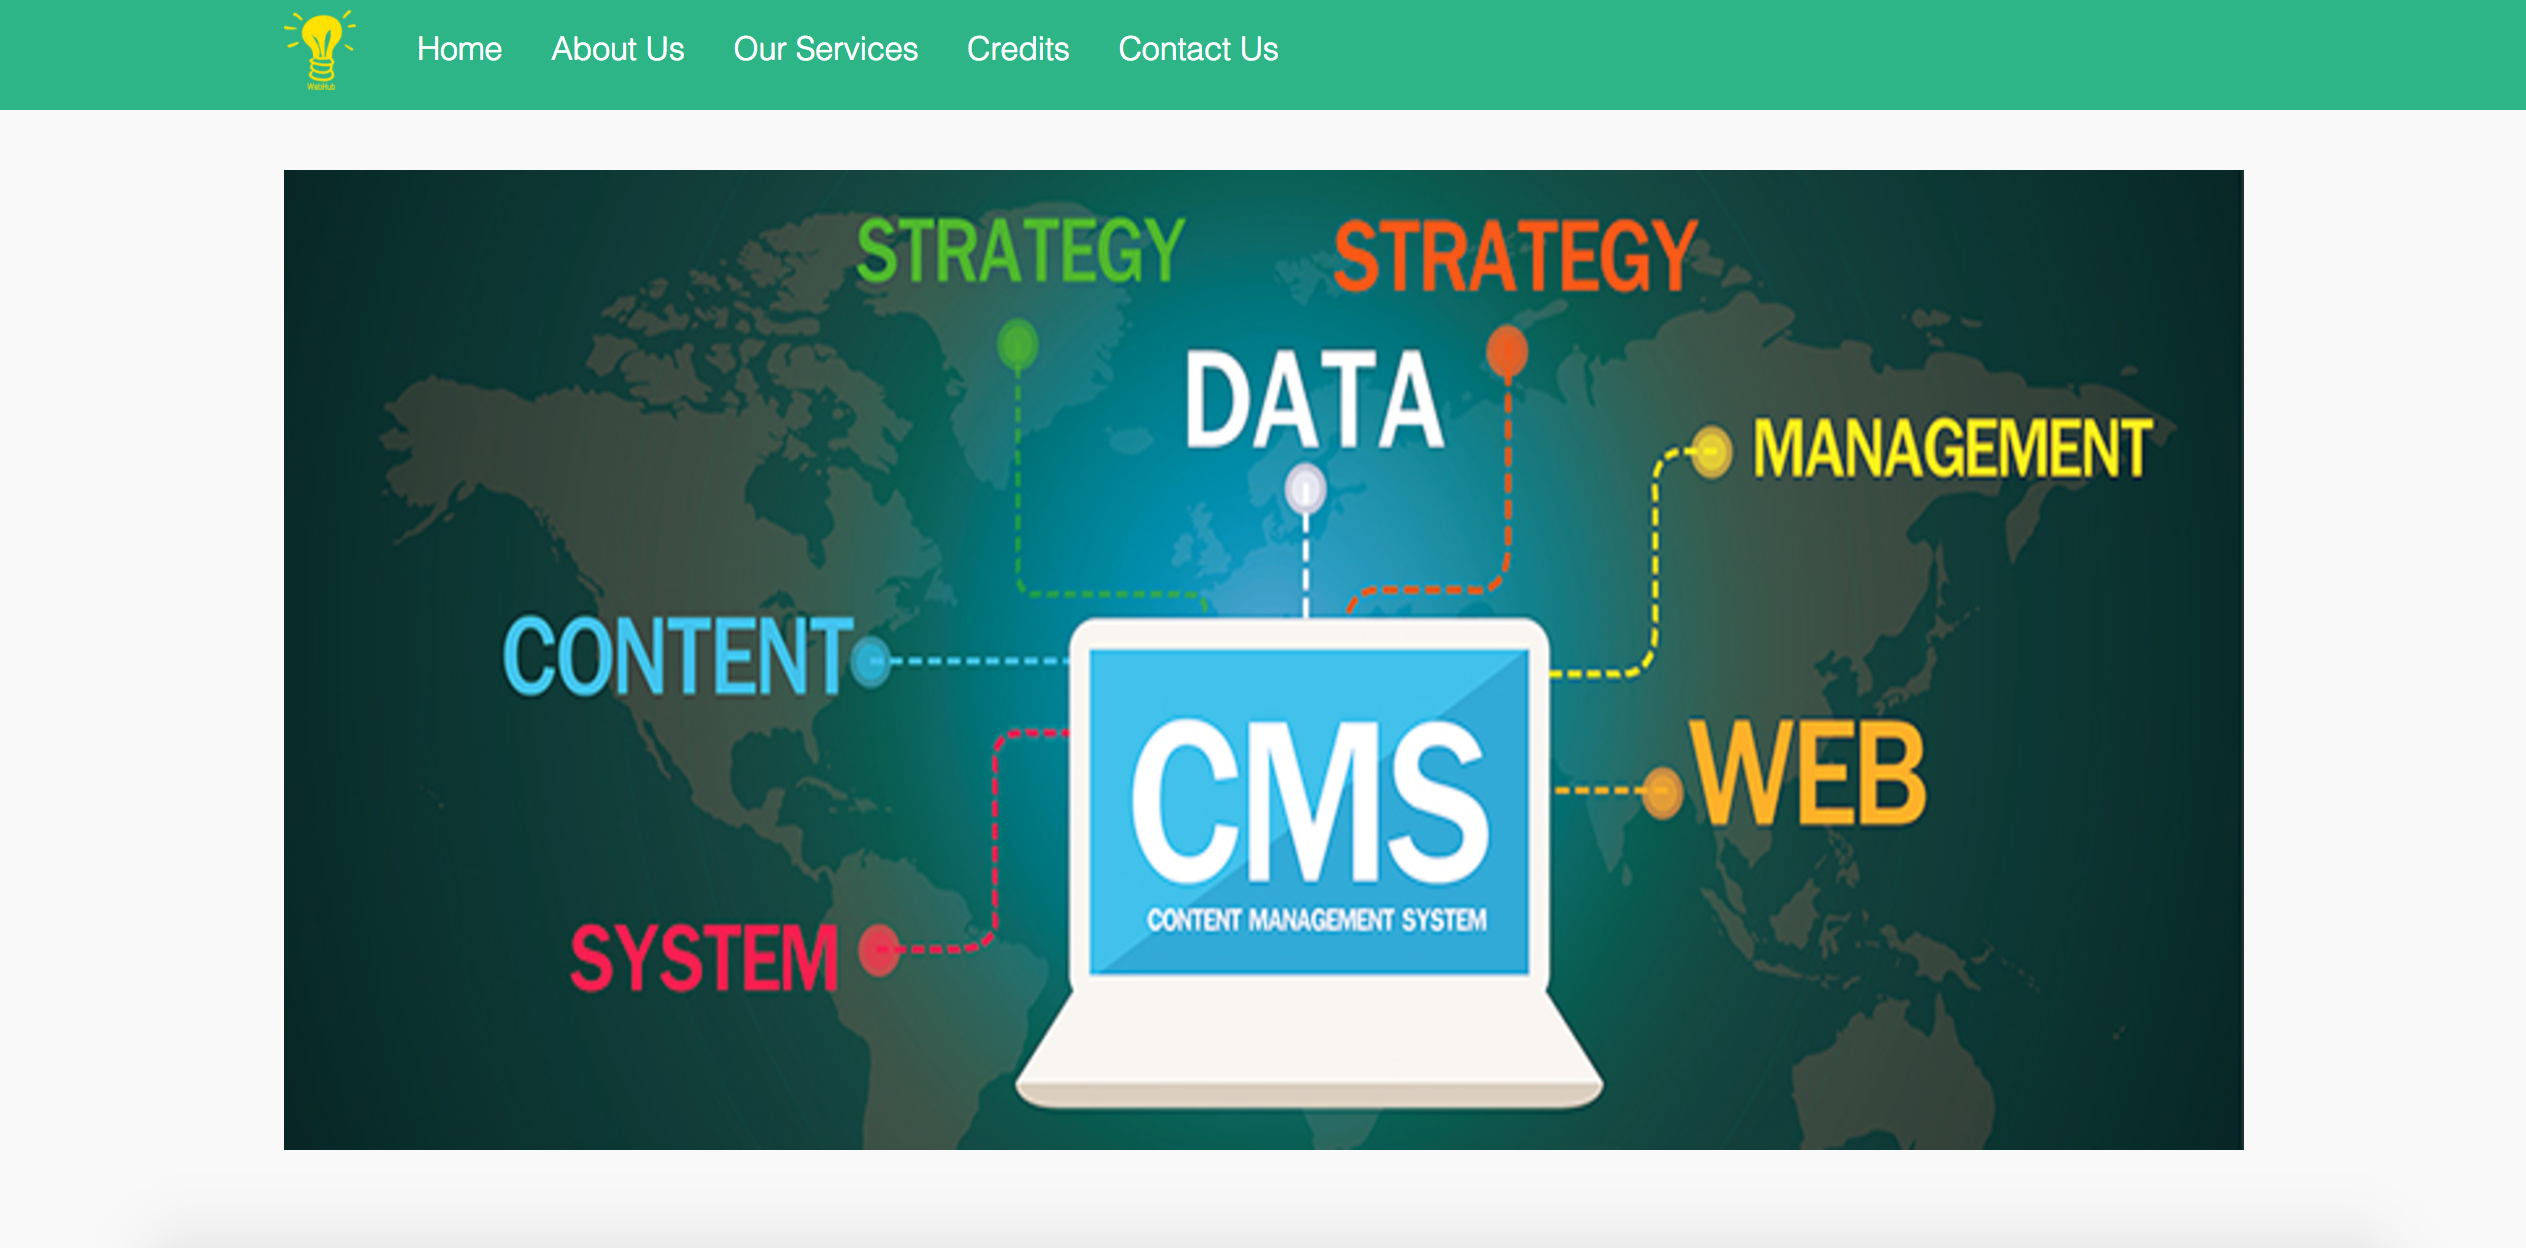 WebHub
Home About Us Our Services Credits Contact Us
STRATEGY STRATEGY
DATA
MANAGEMENT
CONTENT
WEB
CMS
CONTENT MANAGEMENT SYSTEM
SYSTEM